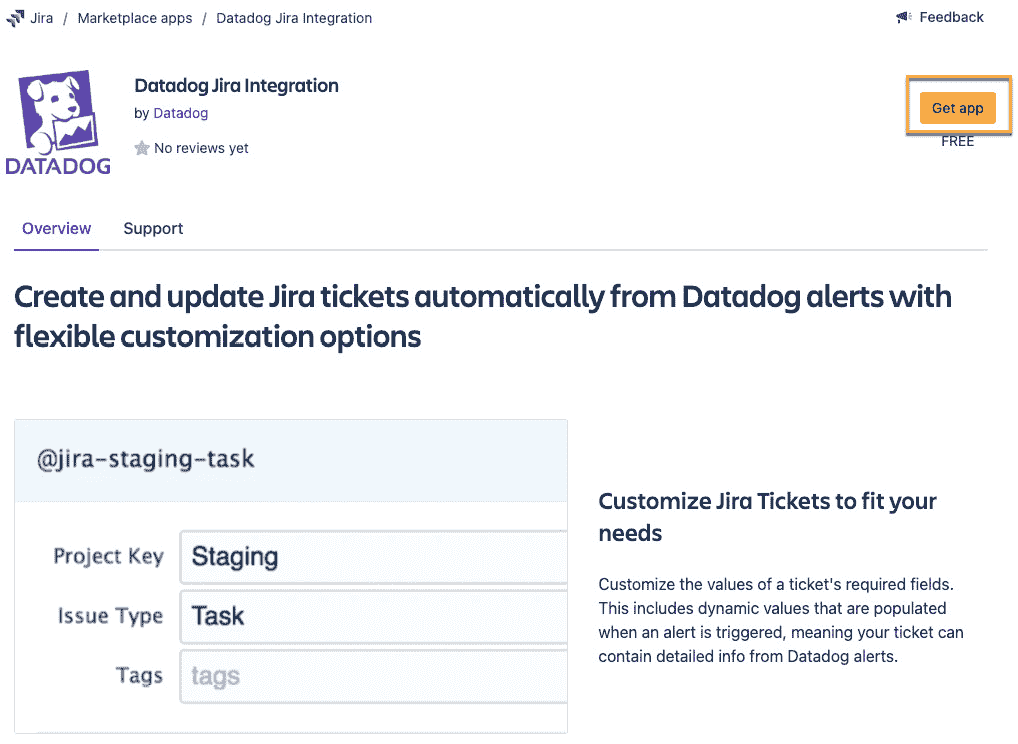 Jira / Marketplace apps / Datadog Jira Integration
Feedback
Datadog Jira Integration
by Datadog
No reviews yet
DATADOG
Get app
FREE
Overview
Support
Create and update Jira tickets automatically from Datadog alerts with
flexible customization options
@jira-staging-task
Project Key
Staging
Issue Type
Task
Tags
tags
Customize Jira Tickets to fit your
needs
Customize the values of a ticket's required fields.
This includes dynamic values that are populated
when an alert is triggered, meaning your ticket can
contain detailed info from Datadog alerts.